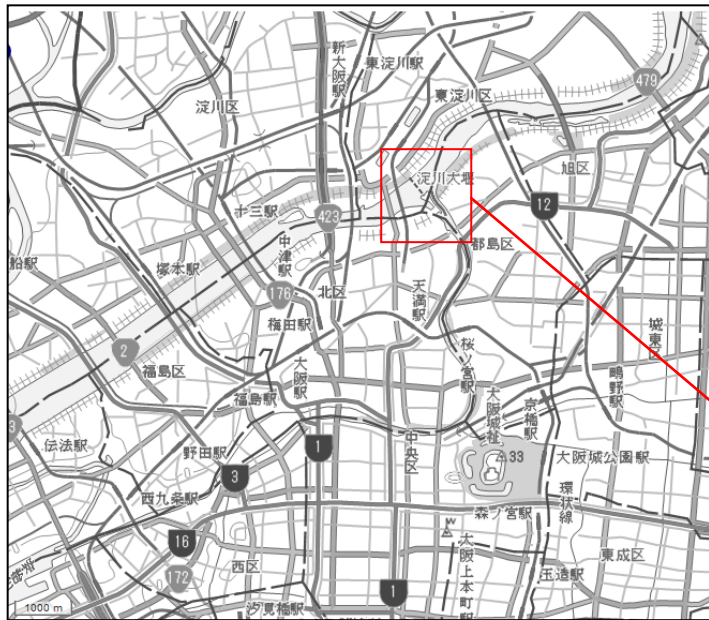 新大阪駅
東淀川駅
479
淀川区
東淀川区
旭区
淀川大堰
12
十三駅
423
都島区
中津駅
塚本駅
船駅
北区
天満駅
176
梅田駅
城東区
2
桜ノ宮駅
福島区
大阪駅
鴫野駅
福島駅
大阪城址
京橋駅
3
伝法駅
野田駅
1
中央区
33
大阪城公園駅
3
西九条駅
環状線
森ノ宮駅
16
大阪上本町駅
東成区
172
西区
玉造駅
1
汐見橋駅
1000 m